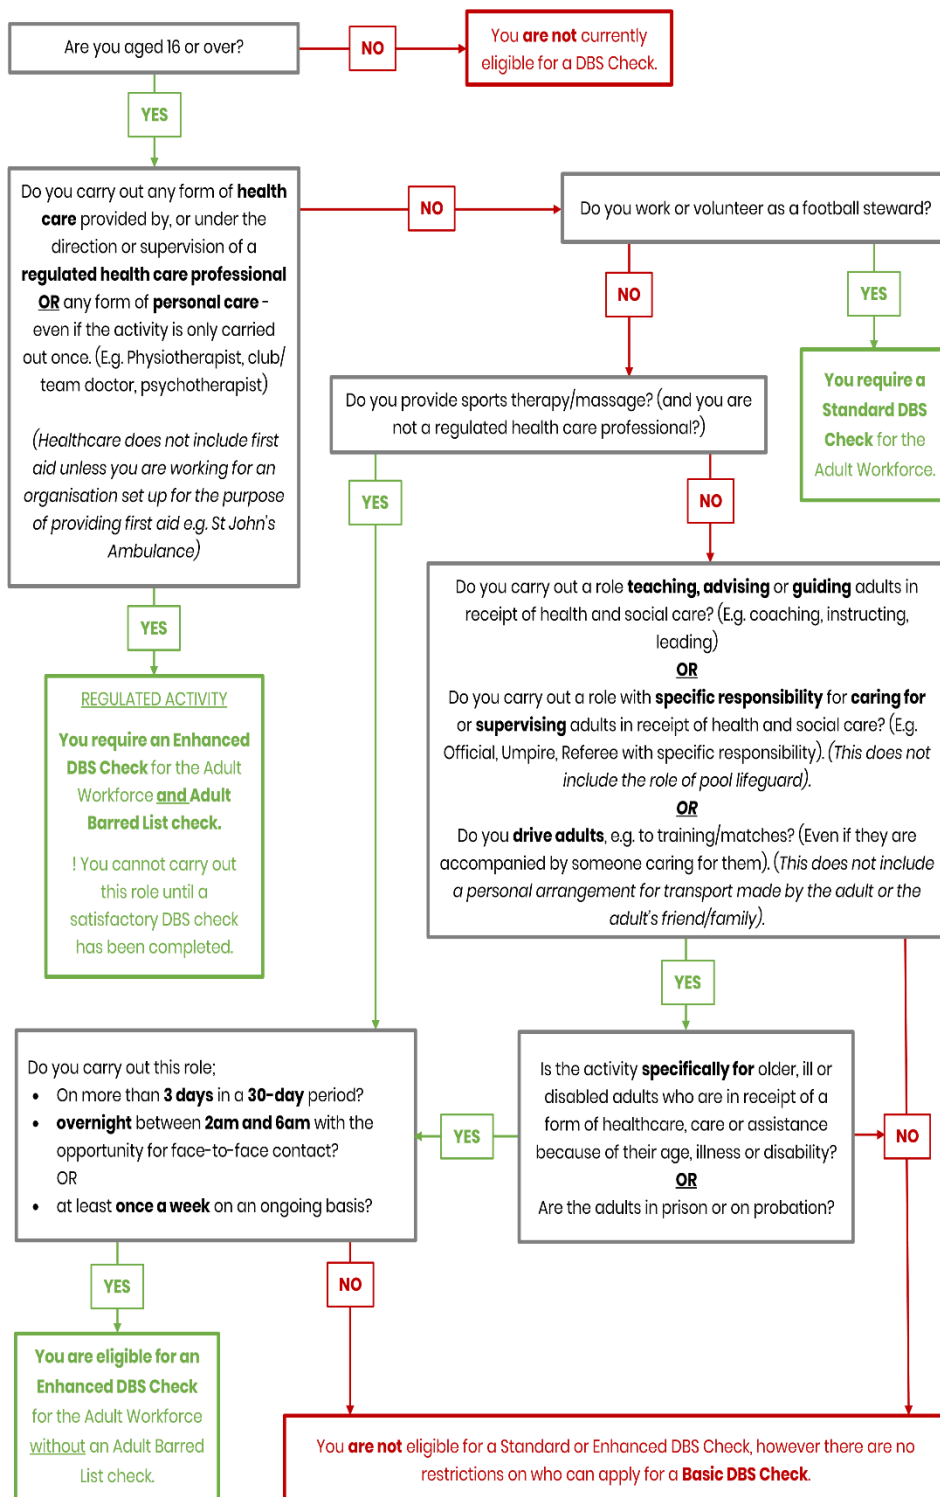 Are you aged 16 or over?
NO
You are not currently
eligible for a DBS Check.
YES
Do you carry out any form of health
care provided by, or under the
direction or supervision of a
regulated health care professional
OR any form of personal care -
even if the activity is only carried
out once. (E.g. Physiotherapist, club/
team doctor, psychotherapist)
(Healthcare does not include first
aid unless you are working for an
organisation set up for the purpose
of providing first aid e.g. St John's
Ambulance)
NO
Do you work or volunteer as a football steward?
NO
YES
You require a
Standard DBS
Check for the
Adult Workforce.
Do you provide sports therapy/massage? (and you are
not a regulated health care professional?)
YES
NO
YES
REGULATED ACTIVITY
You require an Enhanced
DBS Check for the Adult
Workforce and Adult
Barred List check.
! You cannot carry out
this role until a
satisfactory DBS check
has been completed.
Do you carry out a role teaching, advising or guiding adults in
receipt of health and social care? (E.g. coaching, instructing,
leading)
OR
Do you carry out a role with specific responsibility for caring for
or supervising adults in receipt of health and social care? (E.g.
Official, Umpire, Referee with specific responsibility). (This does not
include the role of pool lifeguard).
OR
Do you drive adults, e.g. to training/matches? (Even if they are
accompanied by someone caring for them). (This does not include
a personal arrangement for transport made by the adult or the
adult's friend/family).
YES
NO
Is the activity specifically for older, ill or
disabled adults who are in receipt of a
form of healthcare, care or assistance
because of their age, illness or disability?
OR
Are the adults in prison or on probation?
YES
Do you carry out this role;
• On more than 3 days in a 30-day period?
• overnight between 2am and 6am with the
opportunity for face-to-face contact?
OR
• at least once a week on an ongoing basis?
YES
NO
You are eligible for an
Enhanced DBS Check
for the Adult Workforce
without an Adult Barred
List check.
You are not eligible for a Standard or Enhanced DBS Check, however there are no
restrictions on who can apply for a Basic DBS Check.